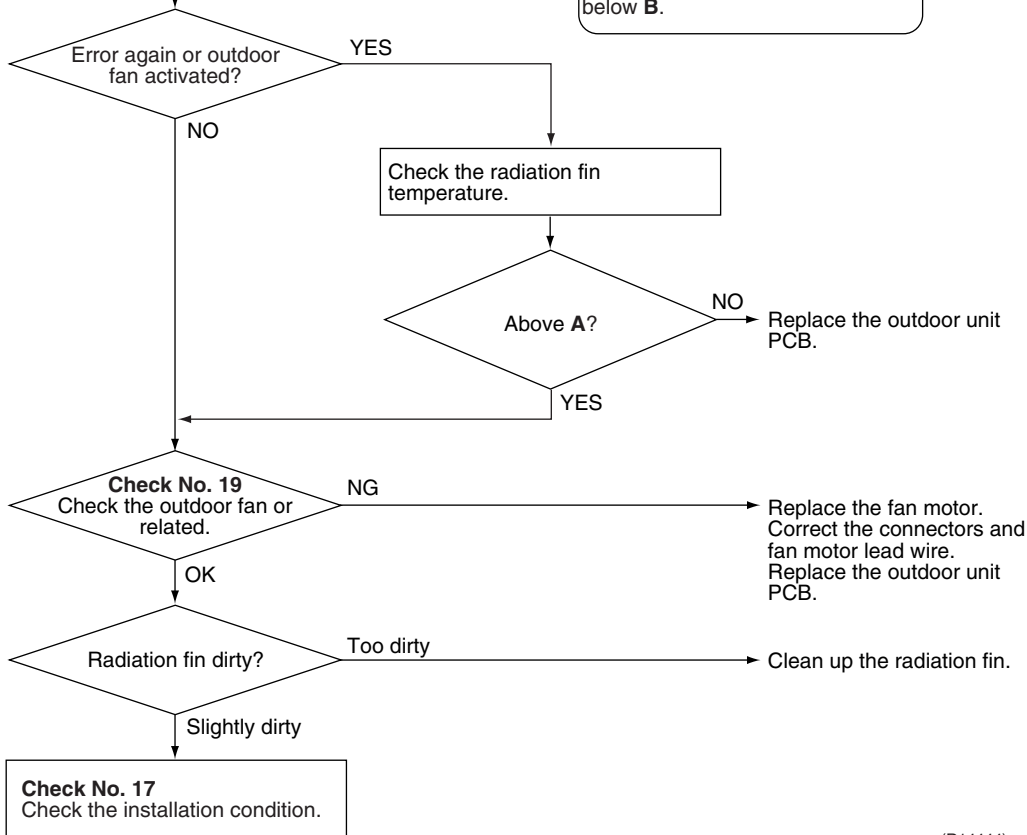 below B.
Error again or outdoor
fan activated?
YES
NO
Check the radiation fin
temperature.
Above A?
NO
Replace the outdoor unit
PCB.
YES
Check No. 19
Check the outdoor fan or
related.
NG
Replace the fan motor.
Correct the connectors and
fan motor lead wire.
Replace the outdoor unit
PCB.
OK
Radiation fin dirty?
Too dirty
Clean up the radiation fin.
Slightly dirty
Check No. 17
Check the installation condition.